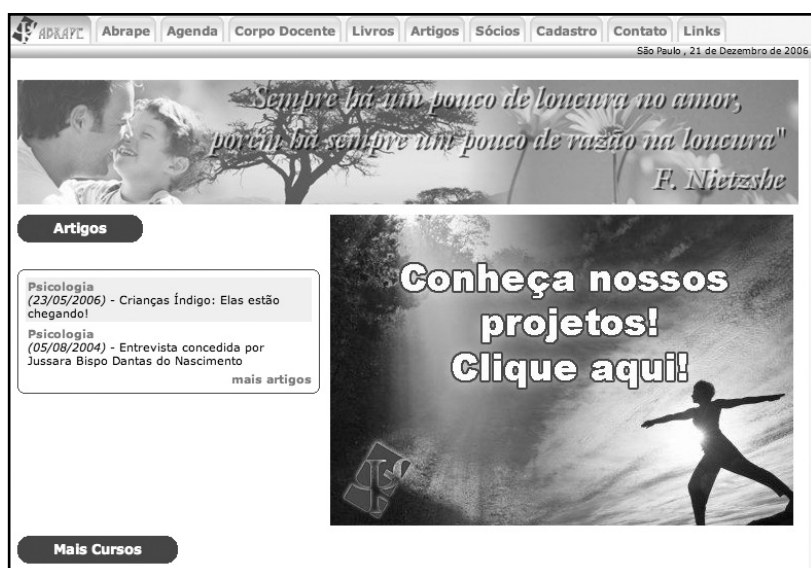 ABRAPE Abrape Agenda Corpo Docente Livros Artigos Sócios Cadastro Contato Links
São Paulo , 21 de Dezembro de 2006
Sempre há um pouco de loucura no amor,
porém há sempre um pouco de razão na loucura"
F. Nietzshe
Artigos
Conheça nossos
projetos!
Clique aqui!
Psicologia
(23/05/2006) - Crianças Índigo: Elas estão
chegando!
Psicologia
(05/08/2004) - Entrevista concedida por
Jussara Bispo Dantas do Nascimento
mais artigos
Mais Cursos